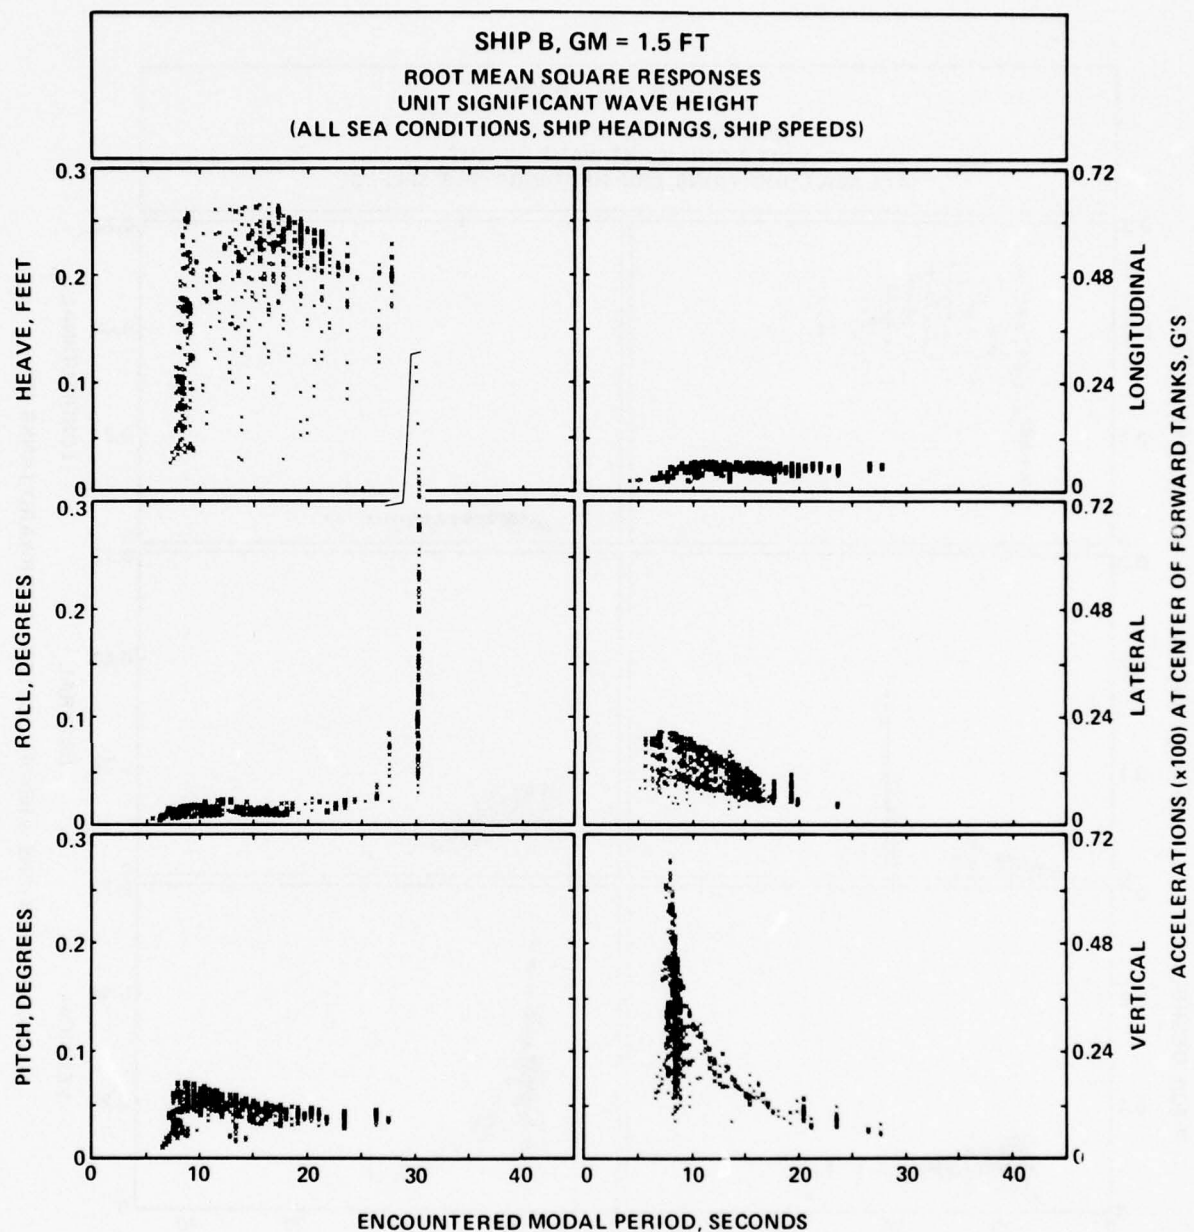 SHIP B, GM = 1.5 FT
ROOT MEAN SQUARE RESPONSES
UNIT SIGNIFICANT WAVE HEIGHT
(ALL SEA CONDITIONS, SHIP HEADINGS, SHIP SPEEDS)
HEAVE, FEET
0.3
0.2
0.1
0
0.72
0.48
0.24
0
LONGITUDINAL
ROLL, DEGREES
0.3
0.2
0.1
0
0.72
0.48
0.24
0
LATERAL
PITCH, DEGREES
0.3
0.2
0.1
0
0.72
0.48
0.24
VERTICAL
ACCELERATIONS (x100) AT CENTER OF FORWARD TANKS, G'S
0 10 20 30 40 0 10 20 30 40
ENCOUNTERED MODAL PERIOD, SECONDS